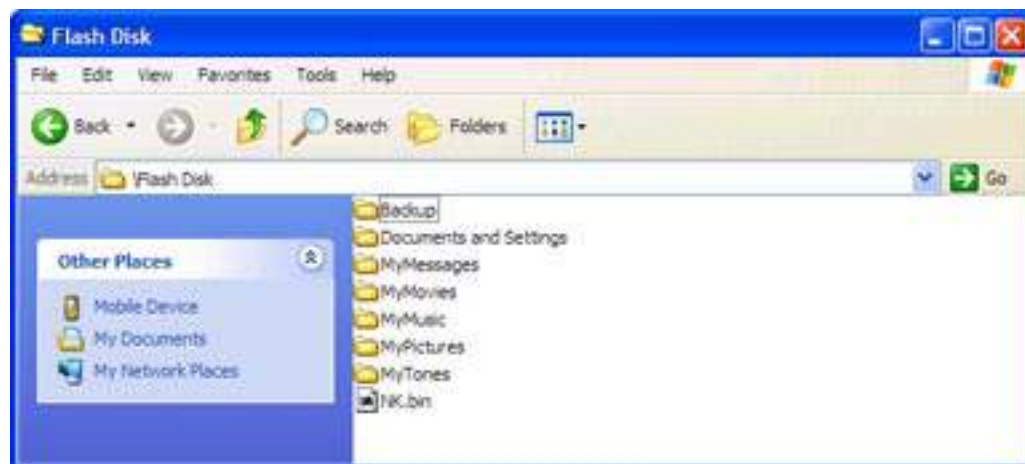 Flash Disk
File Edit View Favorites Tools Help
Back Search Folders
Address \Flash Disk Go
Other Places
Mobile Device
My Documents
My Network Places
Backup
Documents and Settings
MyMessages
MyMovies
MyMusic
MyPictures
MyTones
NK.bin